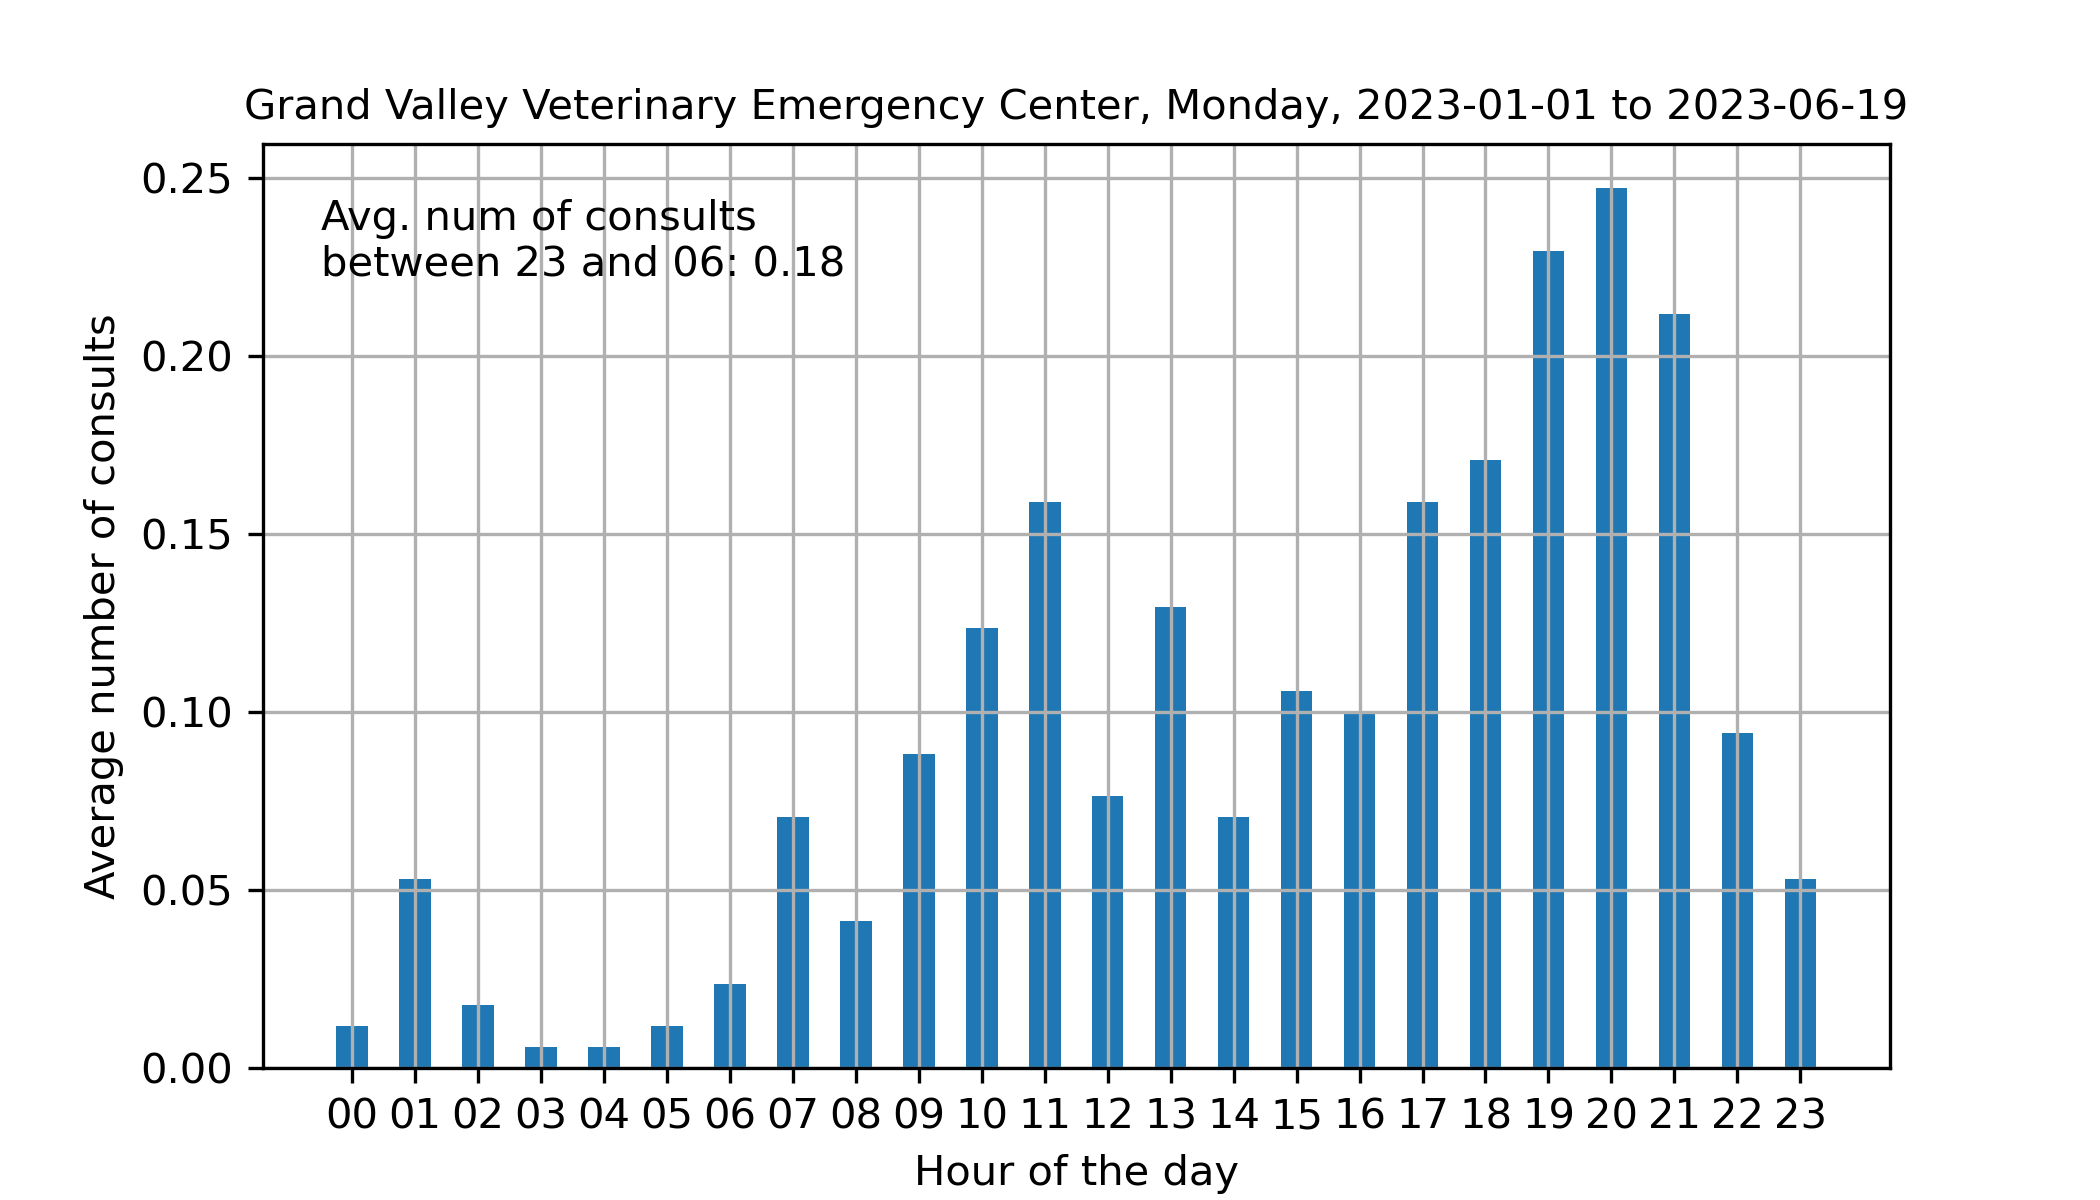 Grand Valley Veterinary Emergency Center, Monday, 2023-01-01 to 2023-06-19
Avg. num of consults
between 23 and 06: 0.18
Average number of consults
0.25
0.20
0.15
0.10
0.05
0.00
00 01 02 03 04 05 06 07 08 09 10 11 12 13 14 15 16 17 18 19 20 21 22 23
Hour of the day